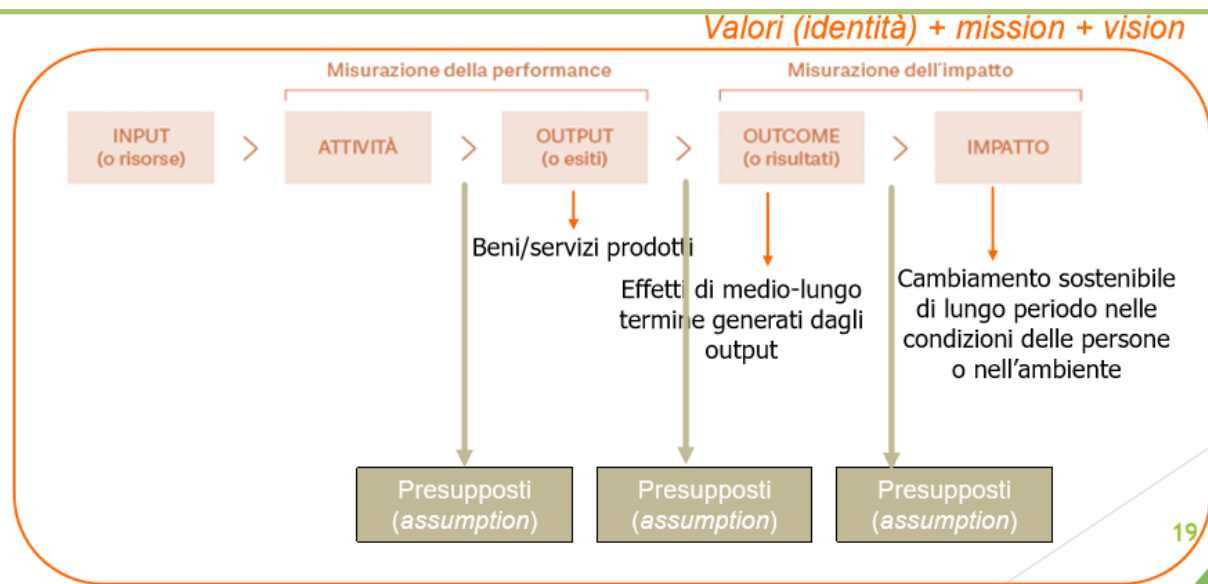 Valori (identità) + mission + vision
Misurazione della performance
Misurazione dell'impatto
INPUT
(o risorse)
>
ATTIVITÀ
>
OUTPUT
(o esiti)
>
OUTCOME
(o risultati)
>
IMPATTO
Beni/servizi prodotti
Effetti di medio-lungo
termine generati dagli
output
Cambiamento sostenibile
di lungo periodo nelle
condizioni delle persone
o nell'ambiente
Presupposti
(assumption)
Presupposti
(assumption)
Presupposti
(assumption)
19